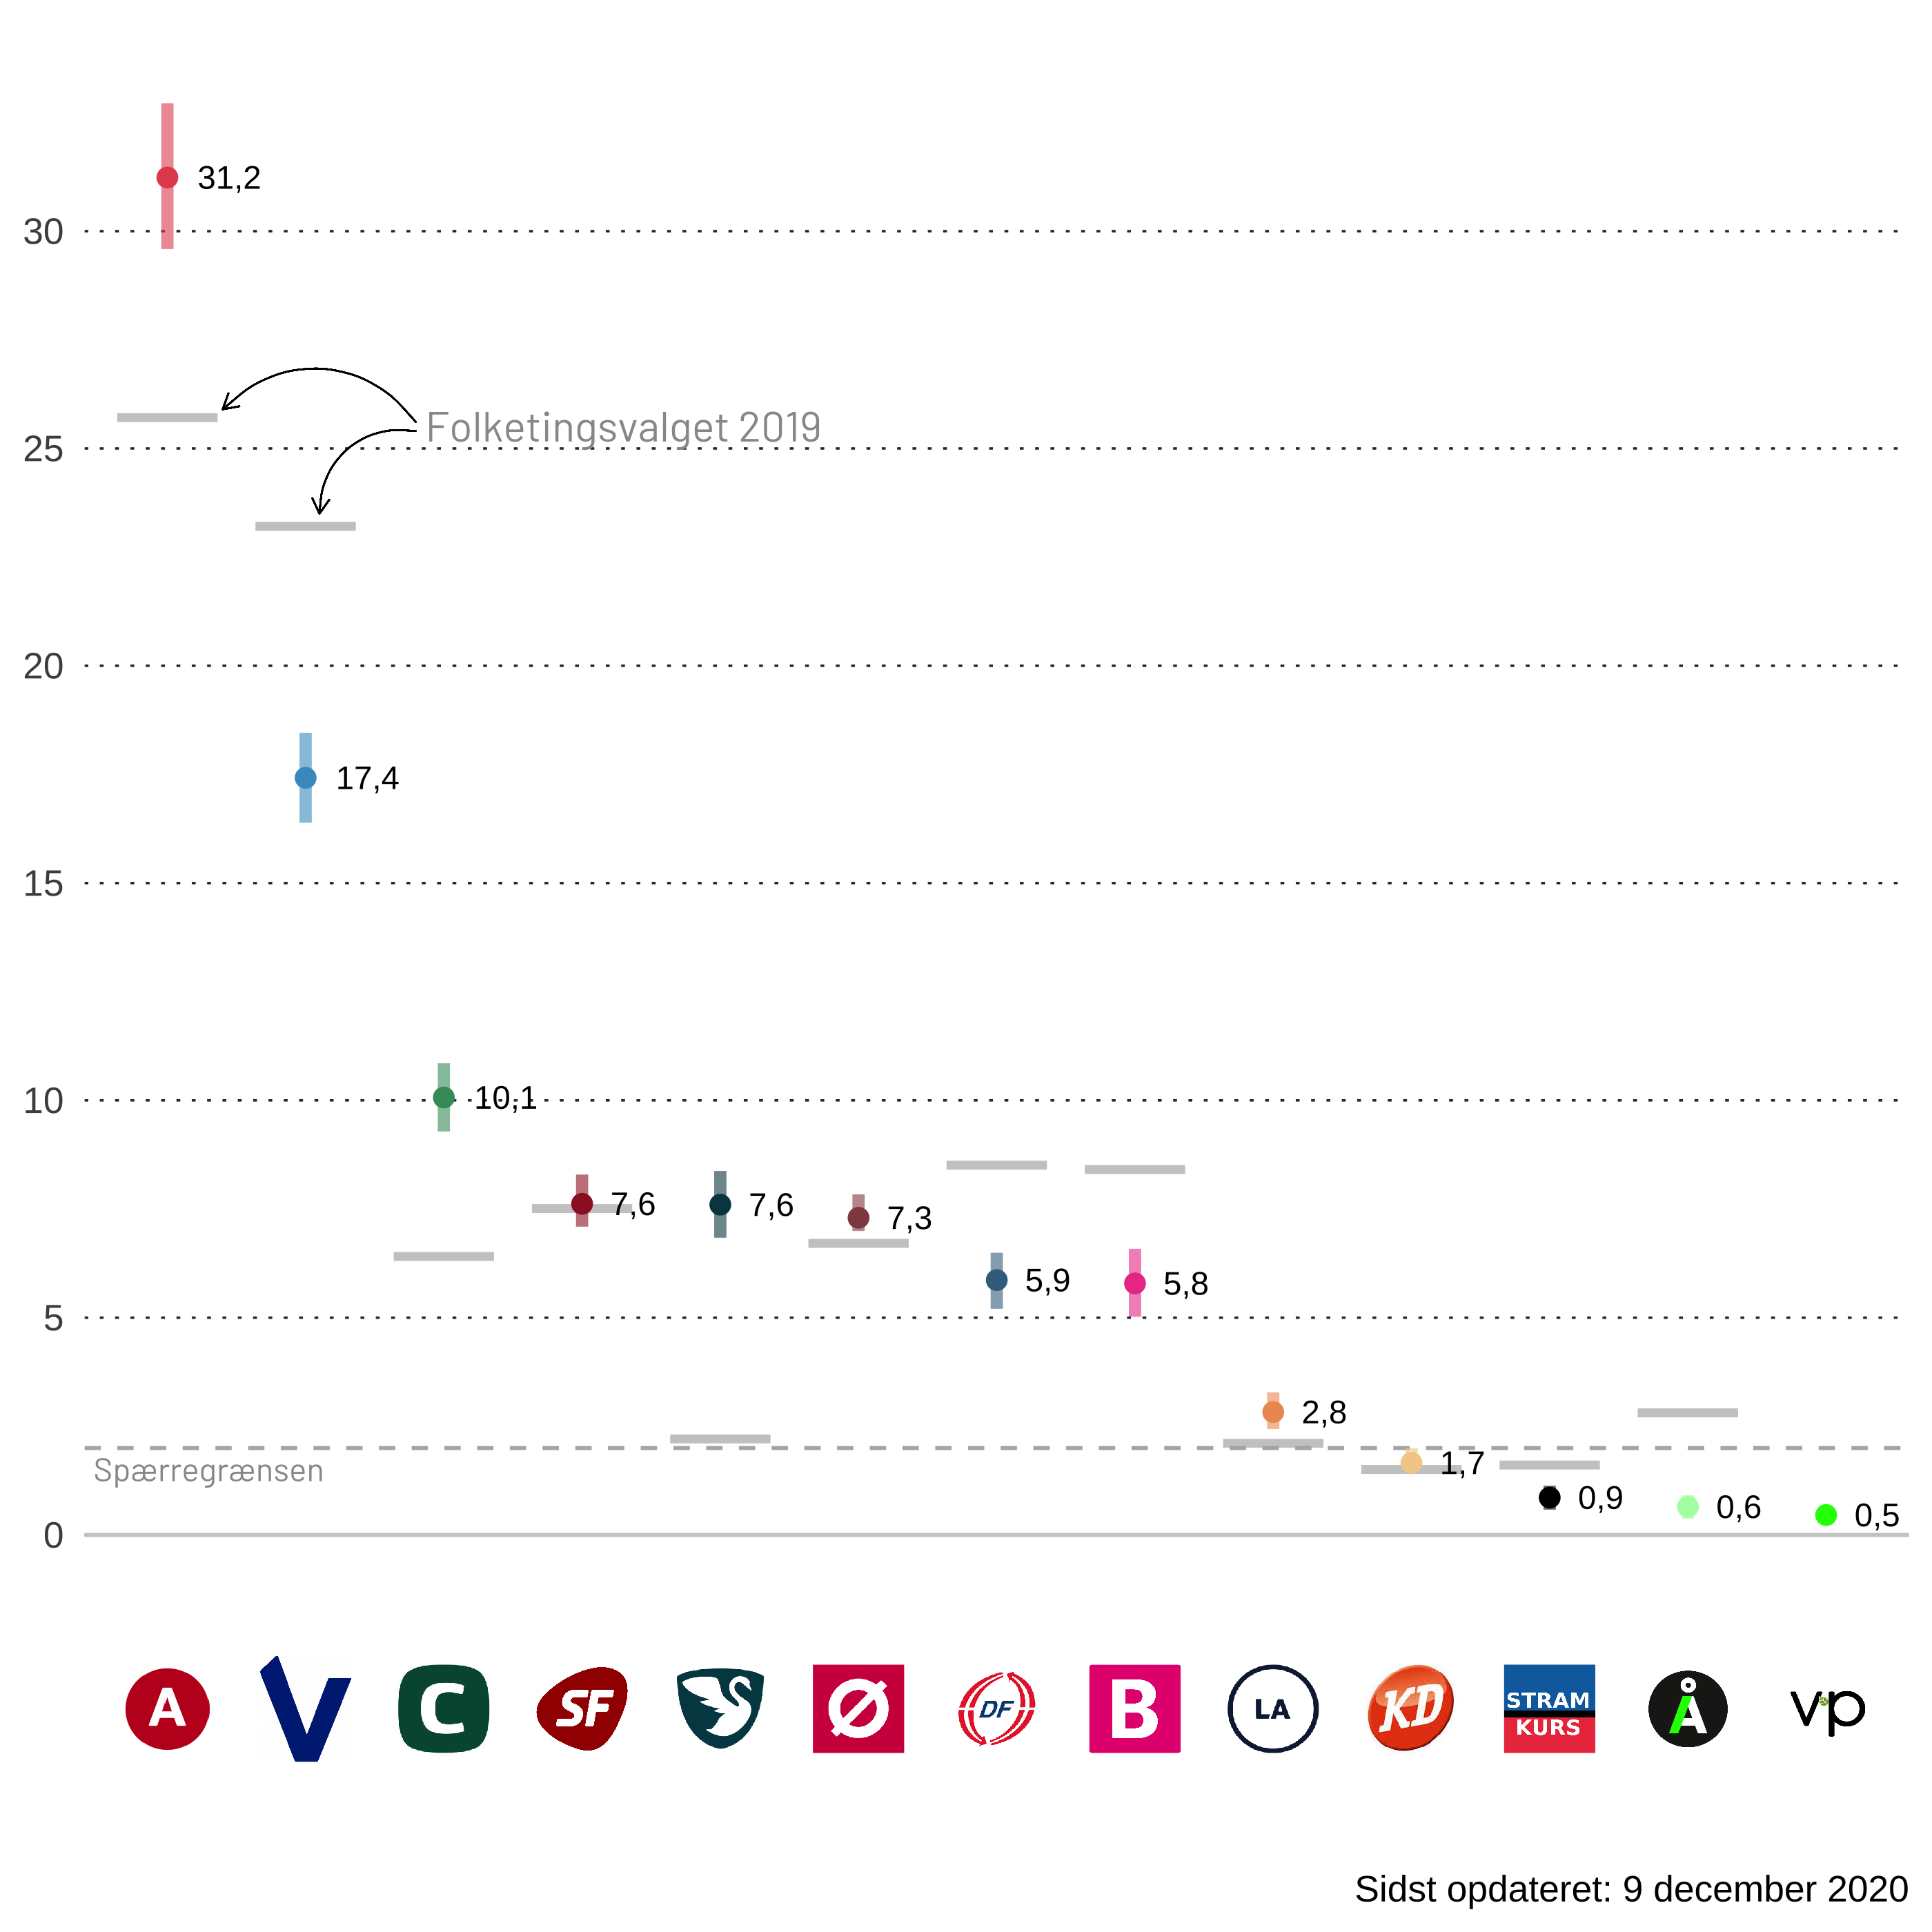 31,2
30
Folketingsvalget 2019
25
20
17,4
15
10,1
10
7,6
7,6
7,3
5,9
5,8
5
2,8
Spærregrænsen
1,7
0,9
0,6
0,5
0
A
V
C
SF
Ø
DF
B
LA
KD
STRAM
KURS
Å
vp
Sidst opdateret: 9 december 2020